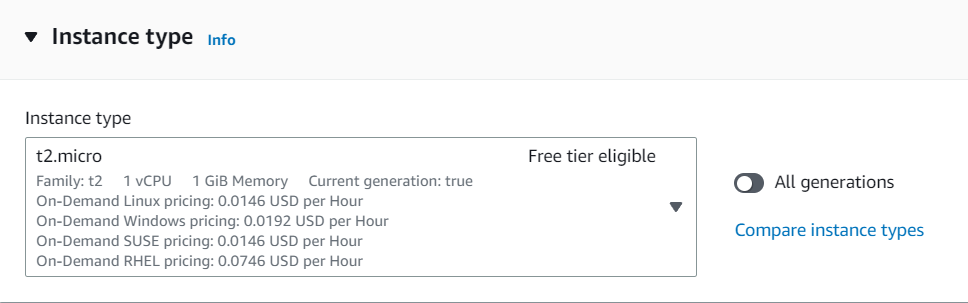 Instance type Info
Instance type
t2.micro Free tier eligible
Family: t2 1 vCPU 1 GiB Memory Current generation: true
On-Demand Linux pricing: 0.0146 USD per Hour
On-Demand Windows pricing: 0.0192 USD per Hour
On-Demand SUSE pricing: 0.0146 USD per Hour
On-Demand RHEL pricing: 0.0746 USD per Hour
All generations
Compare instance types